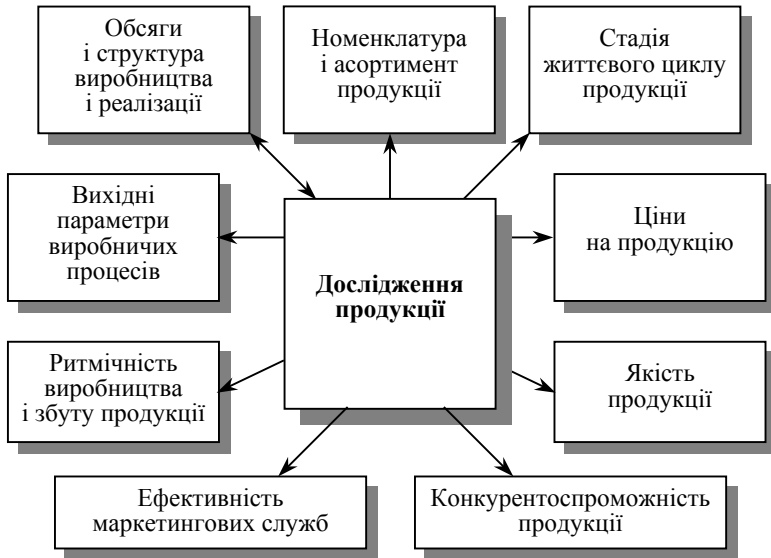 Обсяги
і структура
виробництва
і реалізації
Номенклатура
і асортимент
продукції
Стадія
життєвого циклу
продукції
Вихідні
параметри
виробничих
процесів
Дослідження
продукції
Ціни
на продукцію
Ритмічність
виробництва
і збуту продукції
Якість
продукції
Ефективність
маркетингових служб
Конкурентоспроможність
продукції